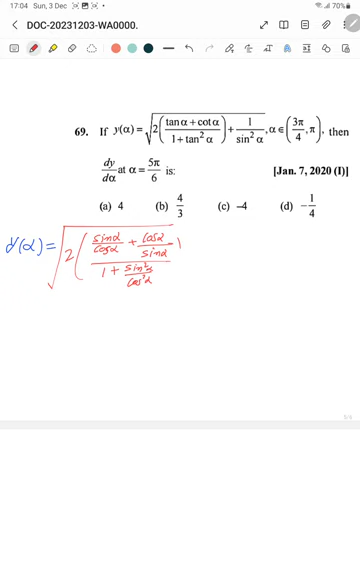 17:04 Sun, 3 Dec 70%
DOC-20231203-WA0000.
69. If y(α) = √(2((tan α + cot α)/(1 + tan² α)) + 1/sin² α), α ∈ (3π/4, π), then
dy/dα at α = 5π/6 is: [Jan. 7, 2020 (I)]
(a) 4 (b) 4/3 (c) –4 (d) –1/4
y(α) = √(2((sinα/cosα + cosα/sinα)/(1 + sin²α/cos²α))